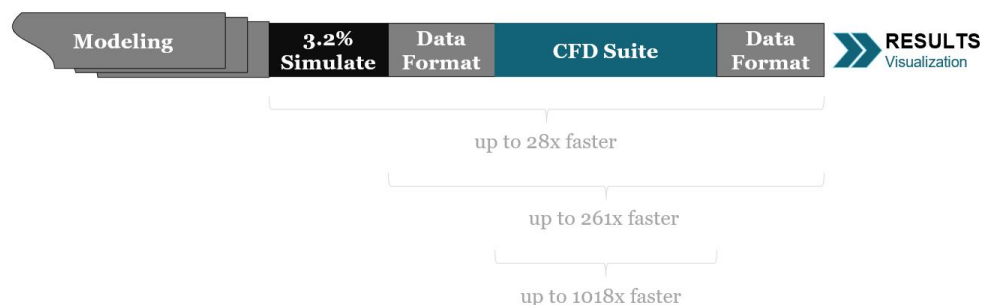 Modeling
3.2%
Simulate
Data
Format
CFD Suite
Data
Format
RESULTS
Visualization
up to 28x faster
up to 261x faster
up to 1018x faster